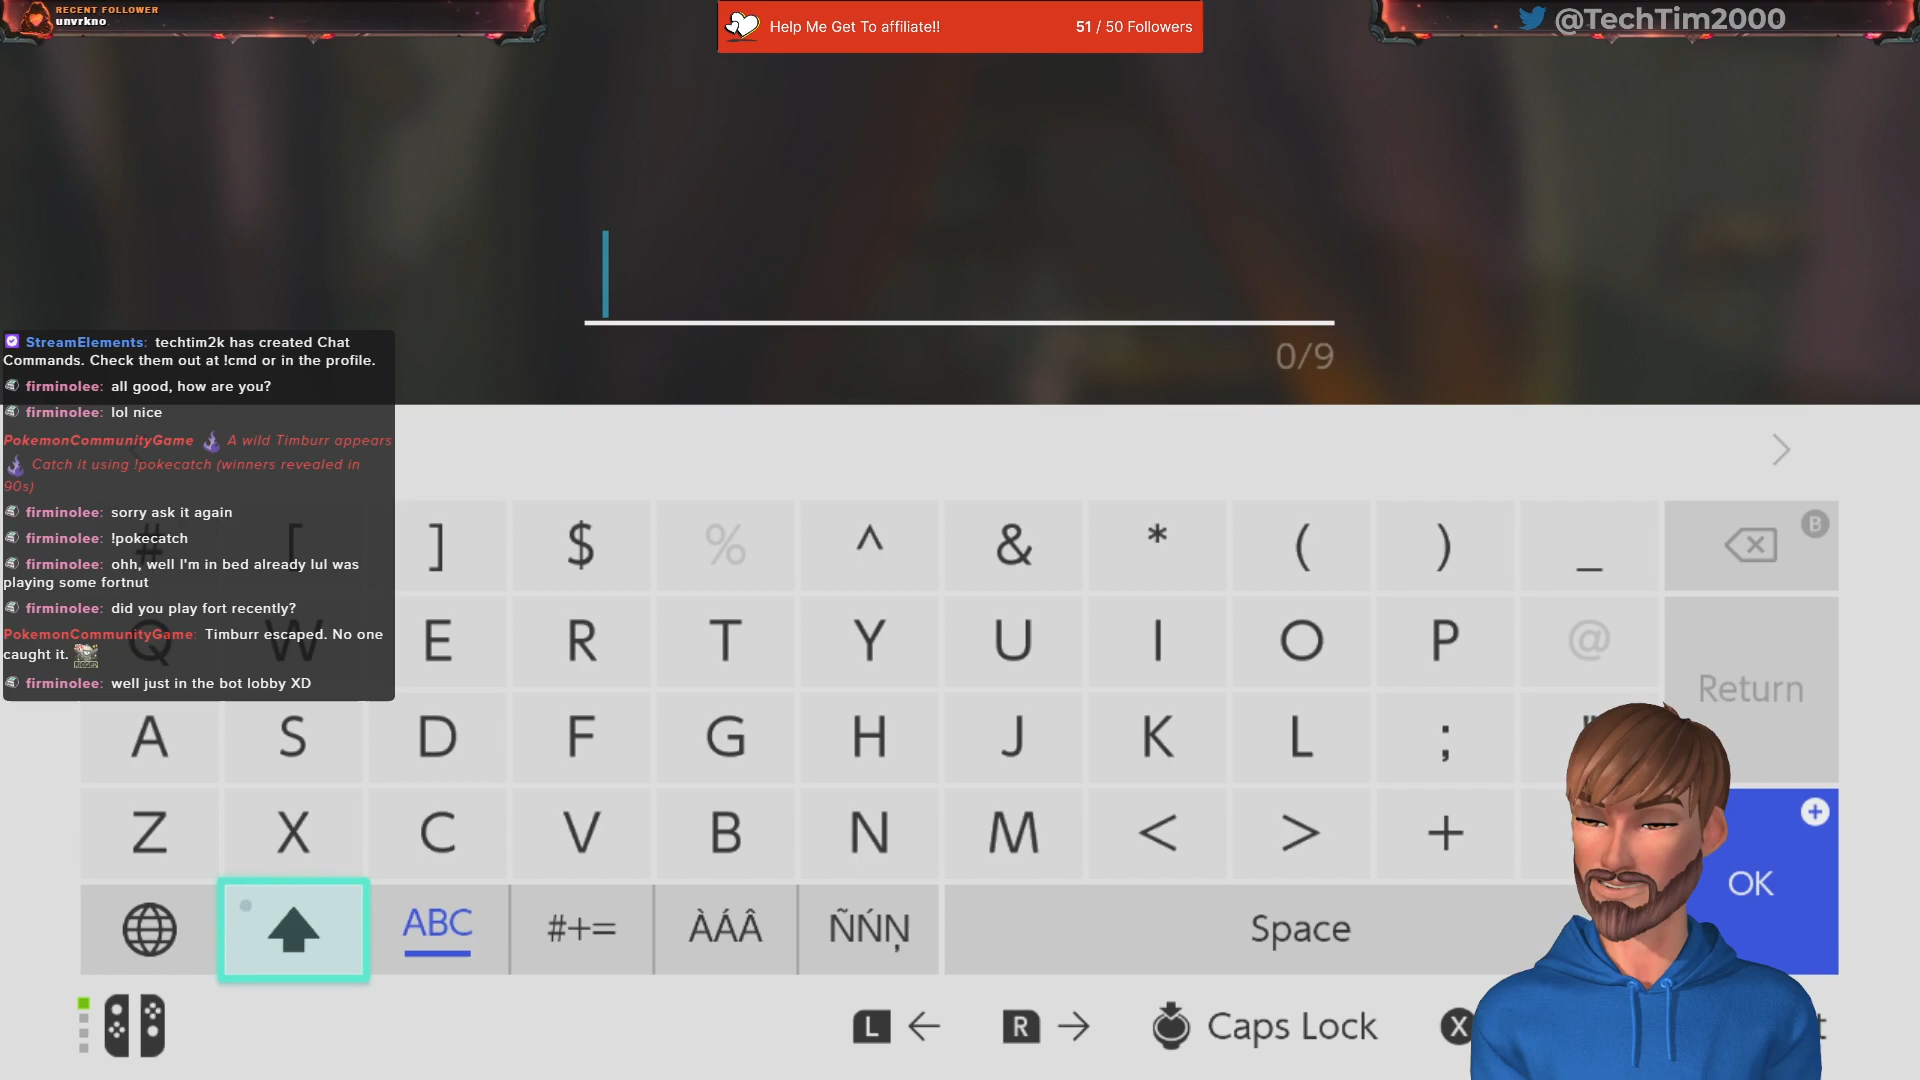 RECENT FOLLOWER
unvrkno
Help Me Get To affiliate!!
51 / 50 Followers
@TechTim2000
0/9
StreamElements: techtim2k has created Chat
Commands. Check them out at !cmd or in the profile.
firminolee: all good, how are you?
firminolee: lol nice
PokemonCommunityGame A wild Timburr appears
Catch it using !pokecatch (winners revealed in
90s)
firminolee: sorry ask it again
firminolee: !pokecatch
firminolee: ohh, well I'm in bed already lul was
playing some fortnut
firminolee: did you play fort recently?
PokemonCommunityGame: Timburr escaped. No one
caught it.
firminolee: well just in the bot lobby XD
# [ ] $ % ^ & * ( ) _ B
Q W E R T Y U I O P @ Return
A S D F G H J K L ; "
Z X C V B N M < > + OK
ABC #+= ÀÁÂ ÑŃŅ Space
L ← R → Caps Lock X